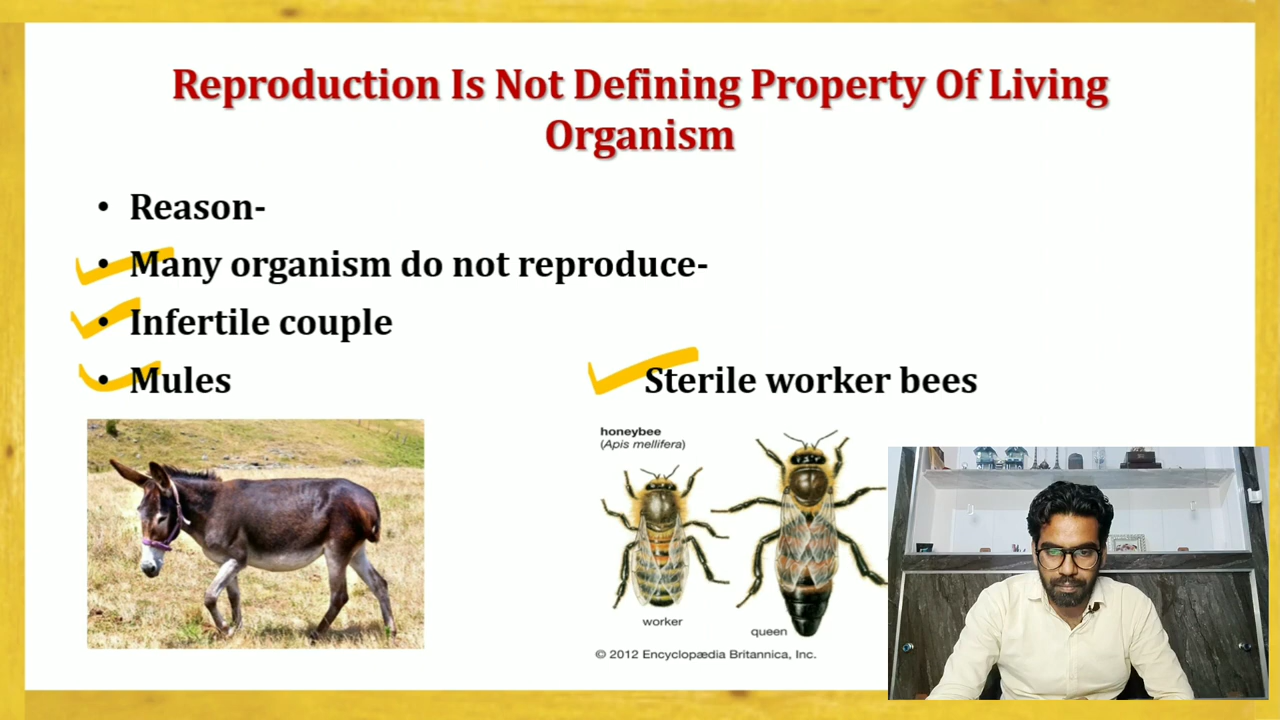 Reproduction Is Not Defining Property Of Living
Organism
• Reason-
• Many organism do not reproduce-
• Infertile couple
• Mules
Sterile worker bees
honeybee
(Apis mellifera)
worker
queen
© 2012 Encyclopædia Britannica, Inc.